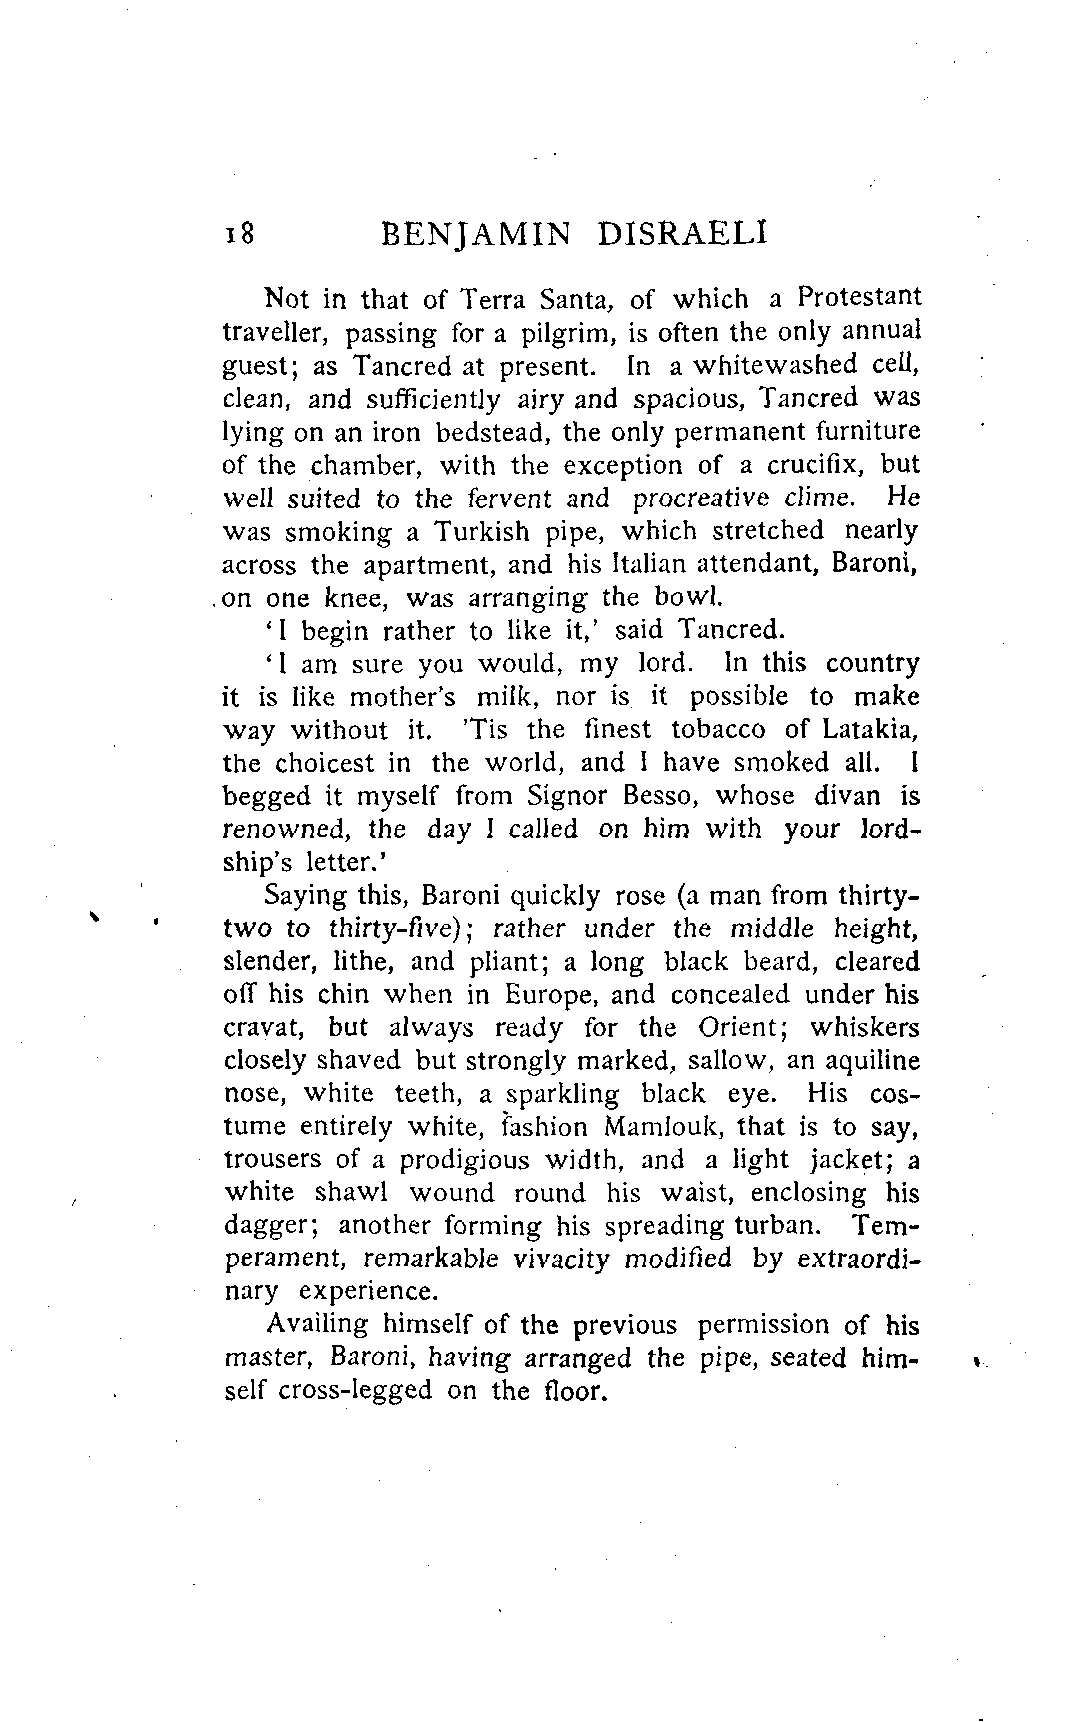 18 BENJAMIN DISRAELI
Not in that of Terra Santa, of which a Protestant
traveller, passing for a pilgrim, is often the only annual
guest; as Tancred at present. In a whitewashed cell,
clean, and sufficiently airy and spacious, Tancred was
lying on an iron bedstead, the only permanent furniture
of the chamber, with the exception of a crucifix, but
well suited to the fervent and procreative clime. He
was smoking a Turkish pipe, which stretched nearly
across the apartment, and his Italian attendant, Baroni,
on one knee, was arranging the bowl.
'I begin rather to like it,' said Tancred.
'I am sure you would, my lord. In this country
it is like mother's milk, nor is it possible to make
way without it. 'Tis the finest tobacco of Latakia,
the choicest in the world, and I have smoked all. I
begged it myself from Signor Besso, whose divan is
renowned, the day I called on him with your lord-
ship's letter.'
Saying this, Baroni quickly rose (a man from thirty-
two to thirty-five); rather under the middle height,
slender, lithe, and pliant; a long black beard, cleared
off his chin when in Europe, and concealed under his
cravat, but always ready for the Orient; whiskers
closely shaved but strongly marked, sallow, an aquiline
nose, white teeth, a sparkling black eye. His cos-
tume entirely white, fashion Mamlouk, that is to say,
trousers of a prodigious width, and a light jacket; a
white shawl wound round his waist, enclosing his
dagger; another forming his spreading turban. Tem-
perament, remarkable vivacity modified by extraordi-
nary experience.
Availing himself of the previous permission of his
master, Baroni, having arranged the pipe, seated him-
self cross-legged on the floor.